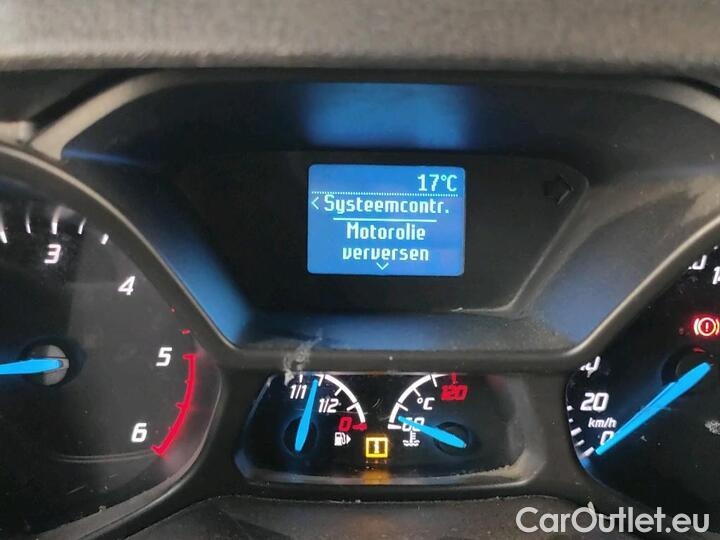 17°C
< Systeemcontr.
Motorolie
verversen
3
4
5
6
1/1
1/2
0
°C
60
120
20
km/h
0
CarOutlet.eu